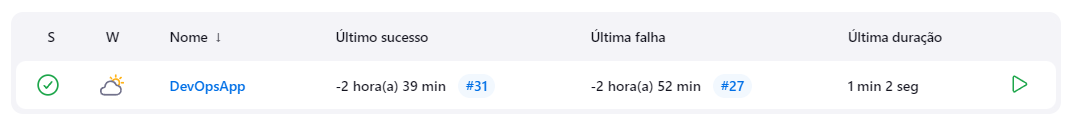 S W Nome ↓ Último sucesso Última falha Última duração
DevOpsApp -2 hora(a) 39 min #31 -2 hora(a) 52 min #27 1 min 2 seg